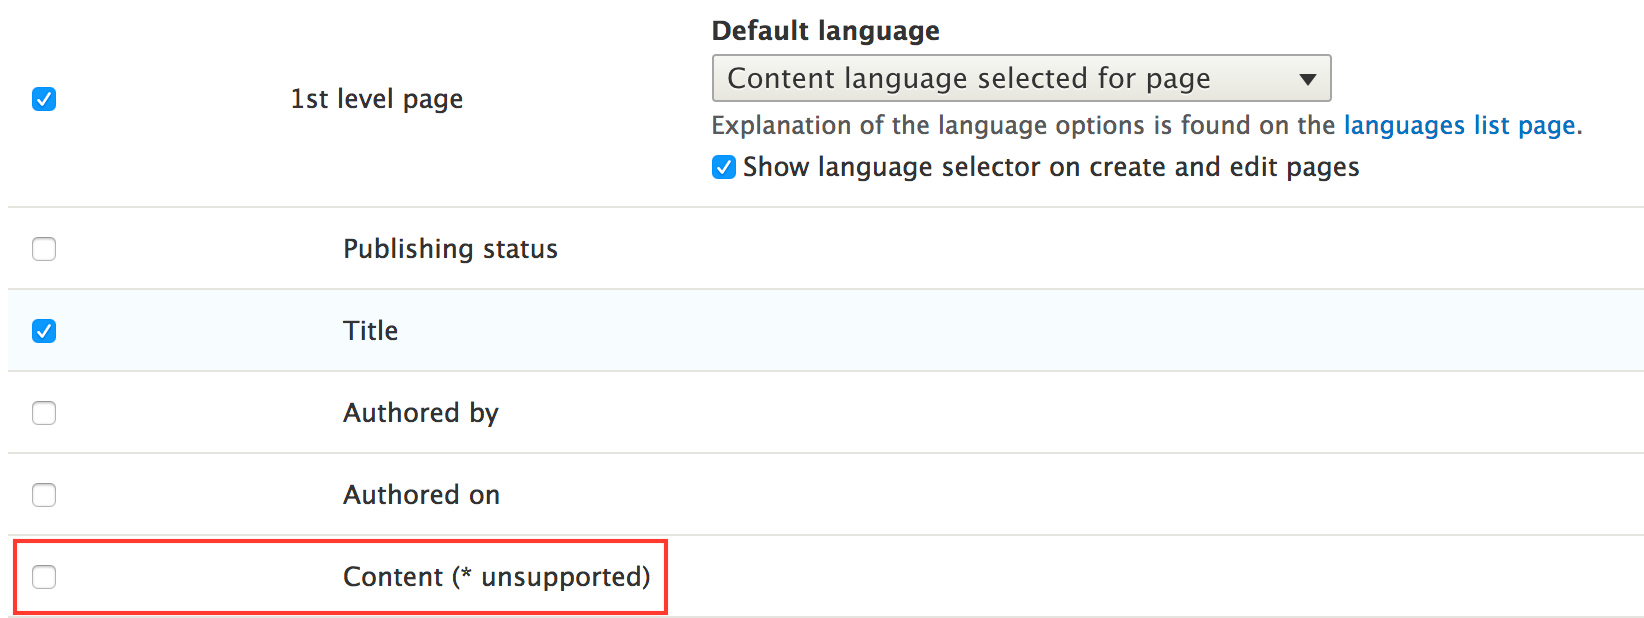 Default language
Content language selected for page
1st level page
Explanation of the language options is found on the languages list page.
Show language selector on create and edit pages
Publishing status
Title
Authored by
Authored on
Content (* unsupported)